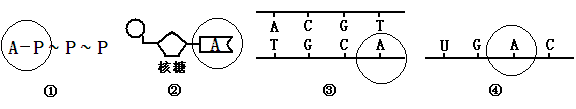 A-P~P~P
①
A
核糖
②
A C G T
T G C A
③
U G A C
④